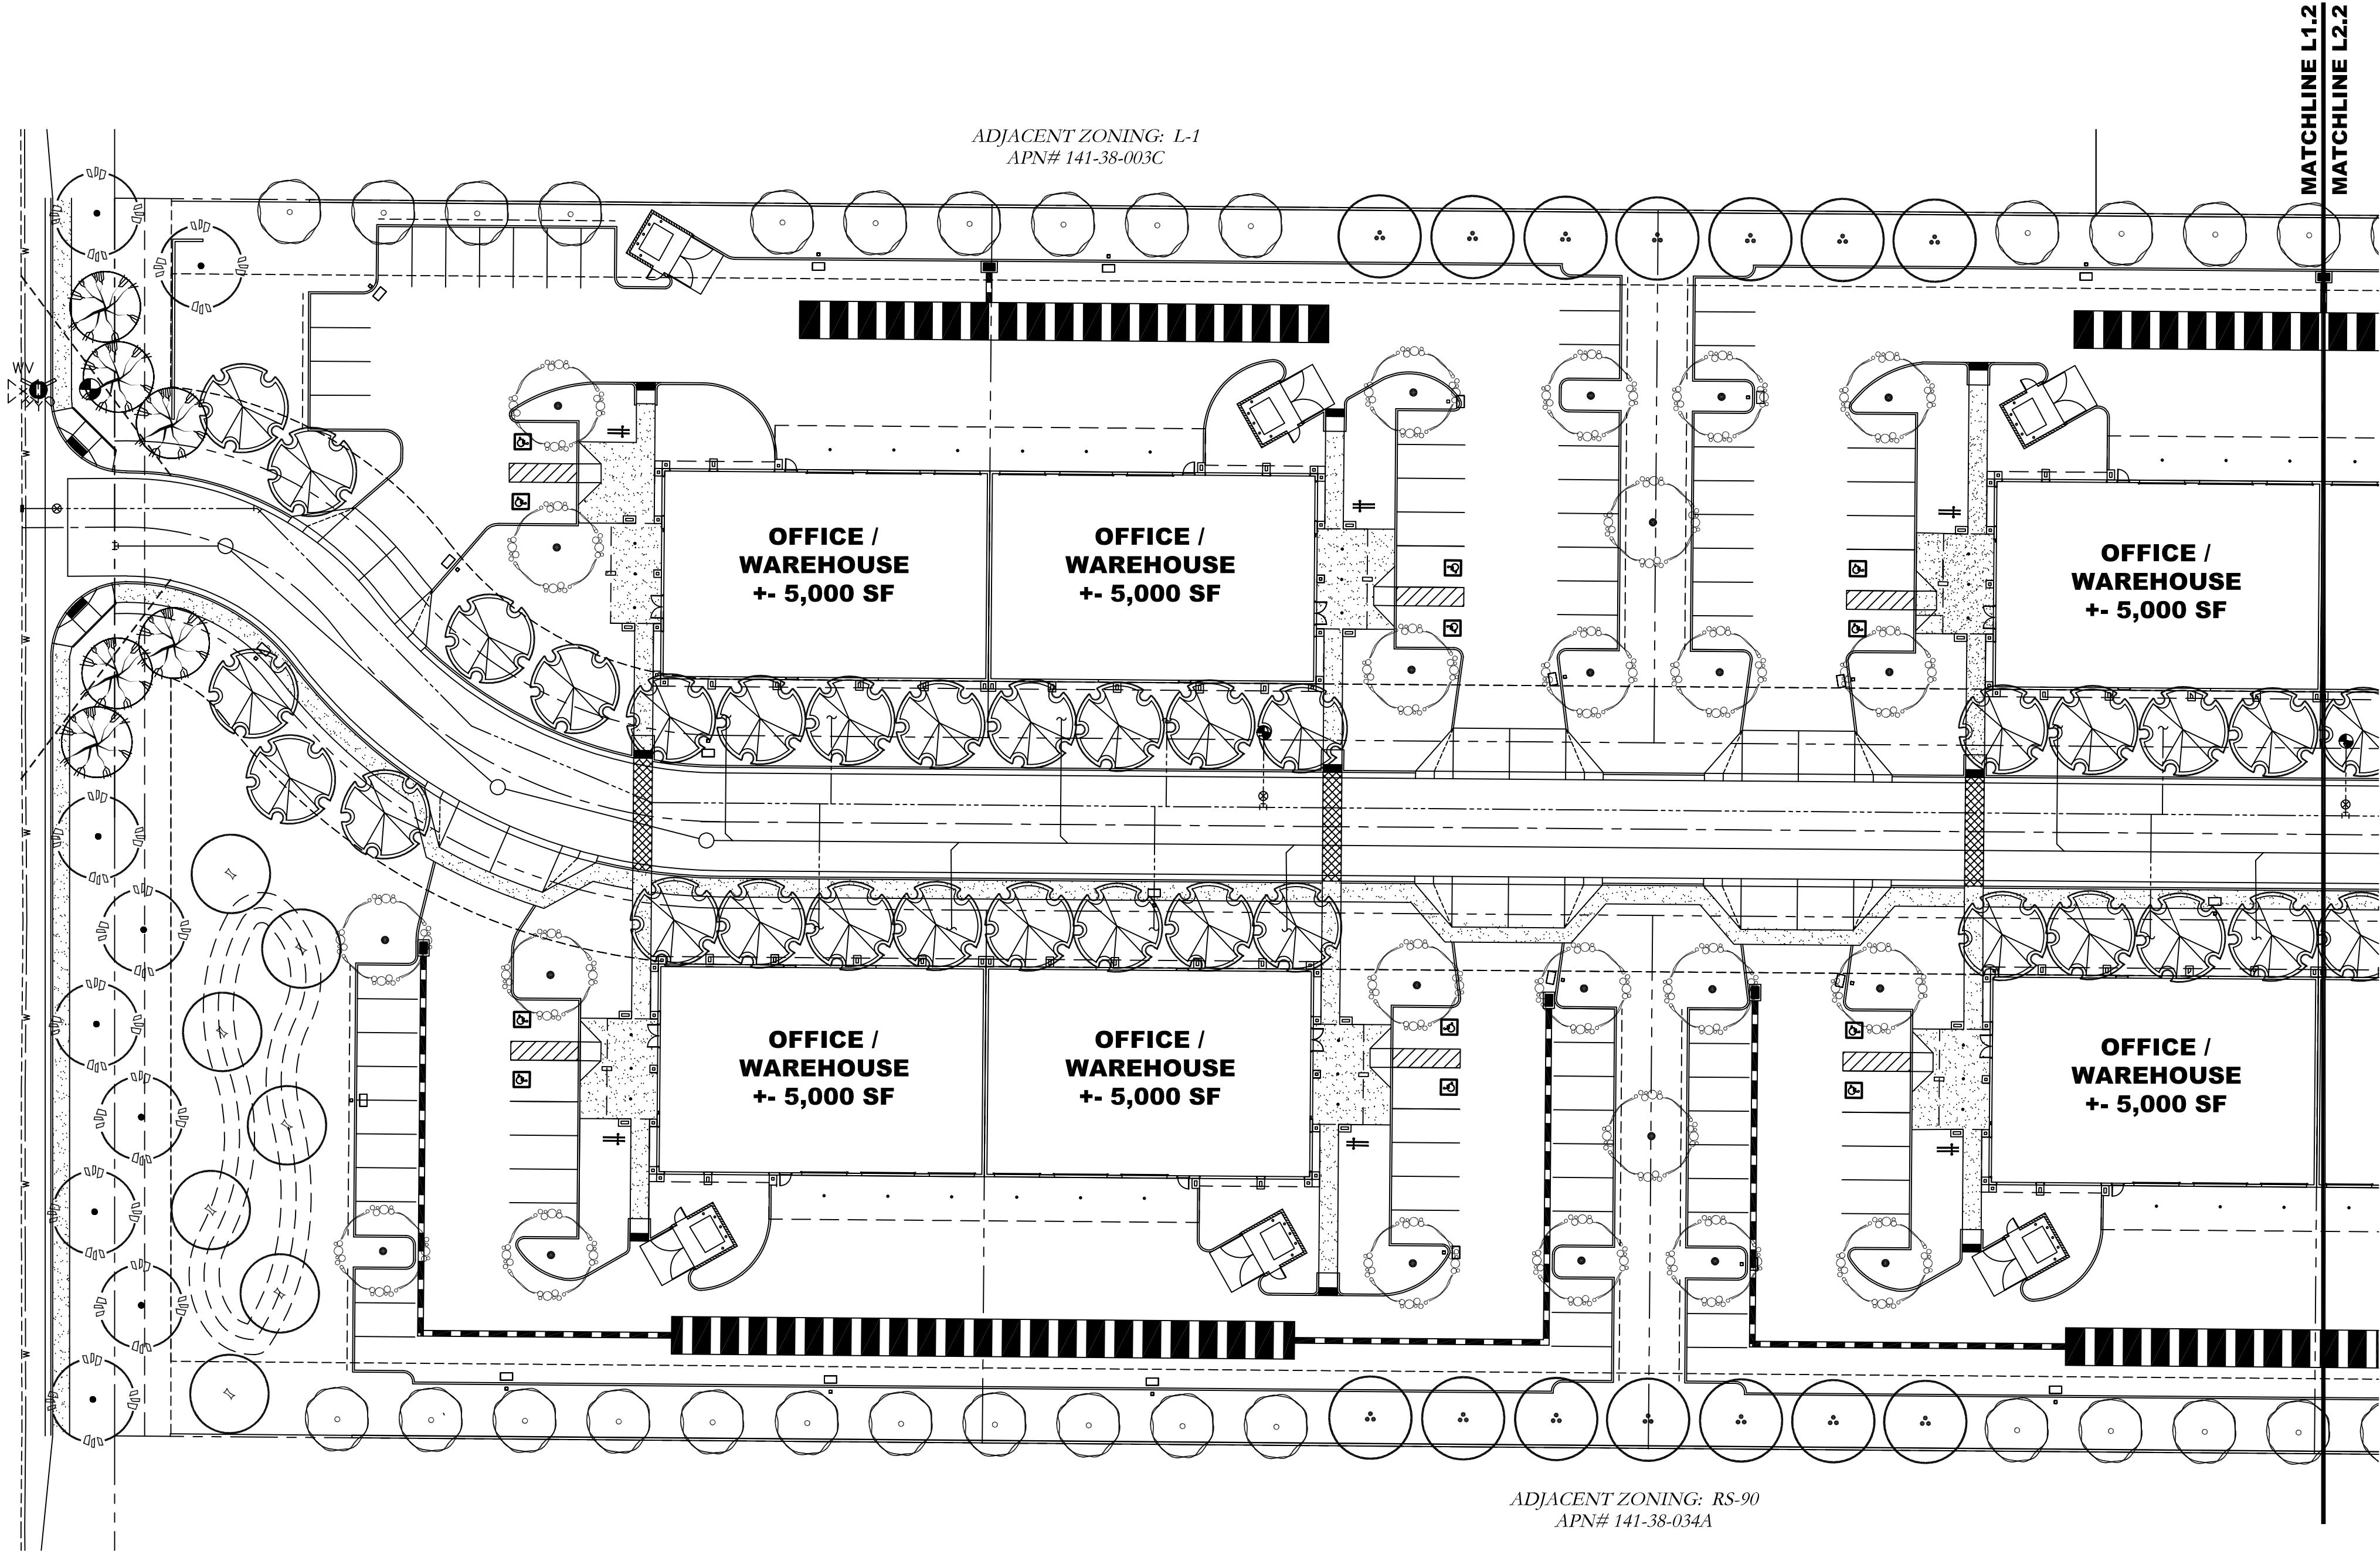 MATCHLINE L1.2
MATCHLINE L2.2
ADJACENT ZONING: L-1
APN# 141-38-003C
WV
W
W
W
W
W
W
W
W
OFFICE /
WAREHOUSE
+- 5,000 SF
OFFICE /
WAREHOUSE
+- 5,000 SF
OFFICE /
WAREHOUSE
+- 5,000 SF
OFFICE /
WAREHOUSE
+- 5,000 SF
OFFICE /
WAREHOUSE
+- 5,000 SF
OFFICE /
WAREHOUSE
+- 5,000 SF
ADJACENT ZONING: RS-90
APN# 141-38-034A